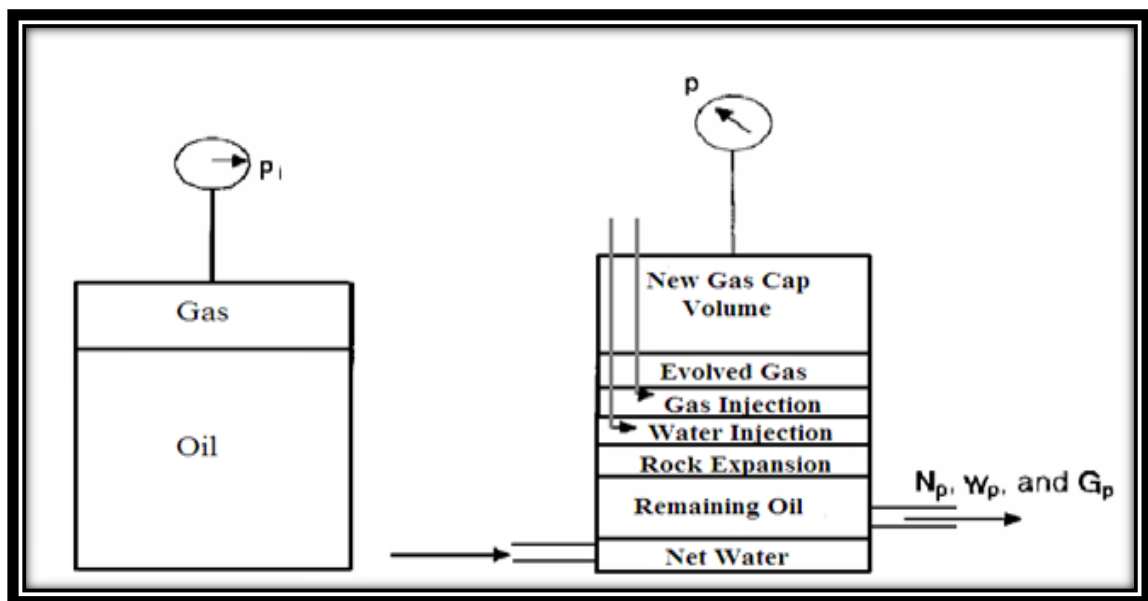 pi
Gas
Oil
p
New Gas Cap
Volume
Evolved Gas
Gas Injection
Water Injection
Rock Expansion
Remaining Oil
Net Water
Np, wp, and Gp